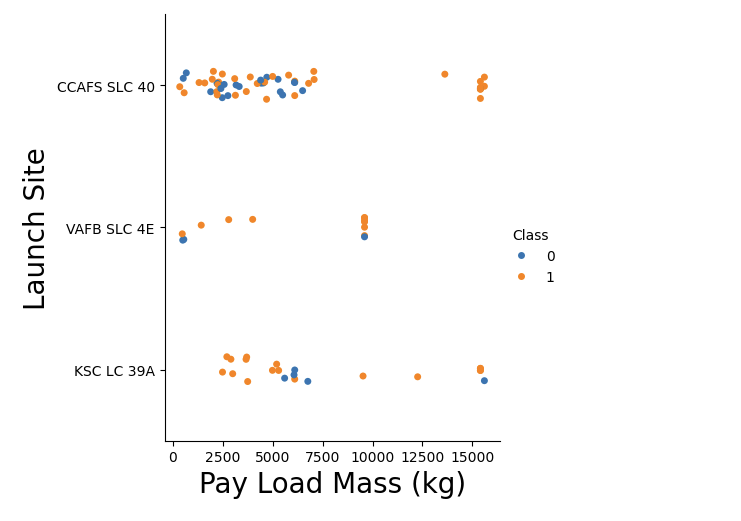 CCAFS SLC 40
VAFB SLC 4E
KSC LC 39A
Launch Site
0 2500 5000 7500 10000 12500 15000
Pay Load Mass (kg)
Class
0
1